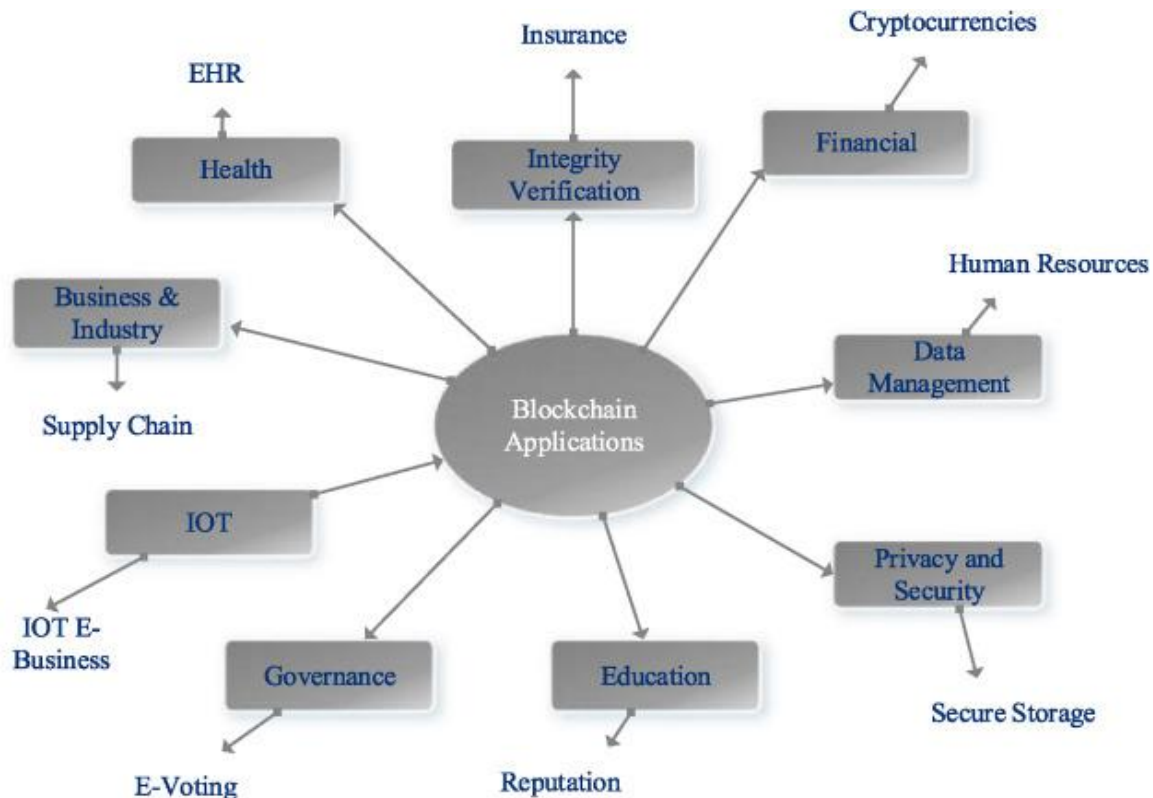 Cryptocurrencies
Insurance
EHR
Financial
Integrity
Verification
Health
Human Resources
Business &
Industry
Data
Management
Blockchain
Applications
Supply Chain
IOT
Privacy and
Security
IOT E-
Business
Governance
Education
Secure Storage
E-Voting
Reputation